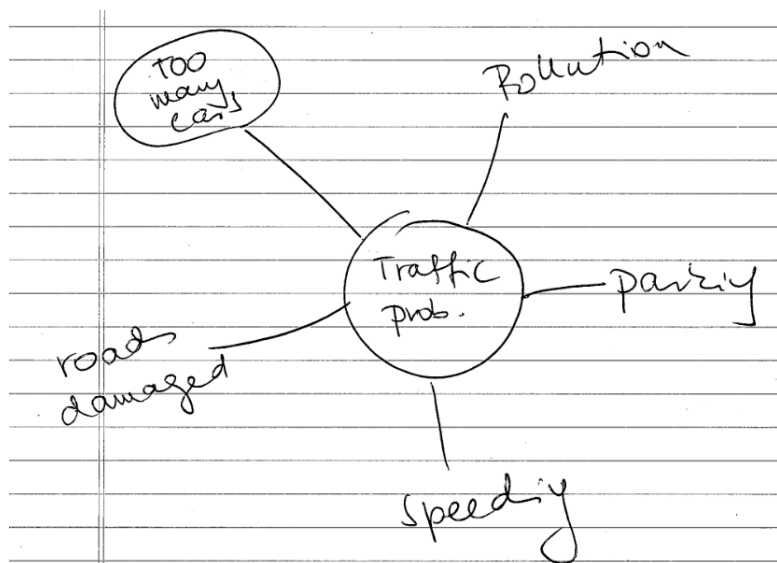 too
many
cars
Pollution
Traffic
prob.
parking
roads
damaged
speeding